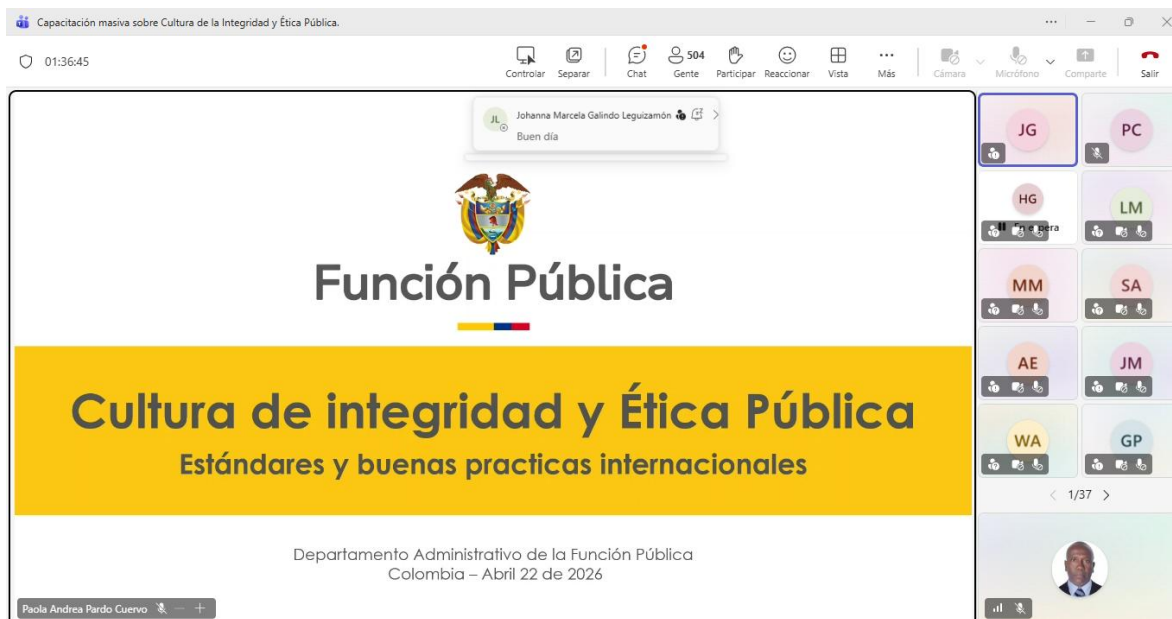 Capacitación masiva sobre Cultura de la Integridad y Ética Pública.
01:36:45
Controlar
Separar
Chat
504
Gente
Participar
Reaccionar
Vista
Más
Cámara
Micrófono
Comparte
Salir
JL
Johanna Marcela Galindo Leguizamón
Buen día
Función Pública
Cultura de integridad y Ética Pública
Estándares y buenas practicas internacionales
Departamento Administrativo de la Función Pública
Colombia – Abril 22 de 2026
Paola Andrea Pardo Cuervo
JG
PC
HG
En espera
LM
MM
SA
AE
JM
WA
GP
1/37